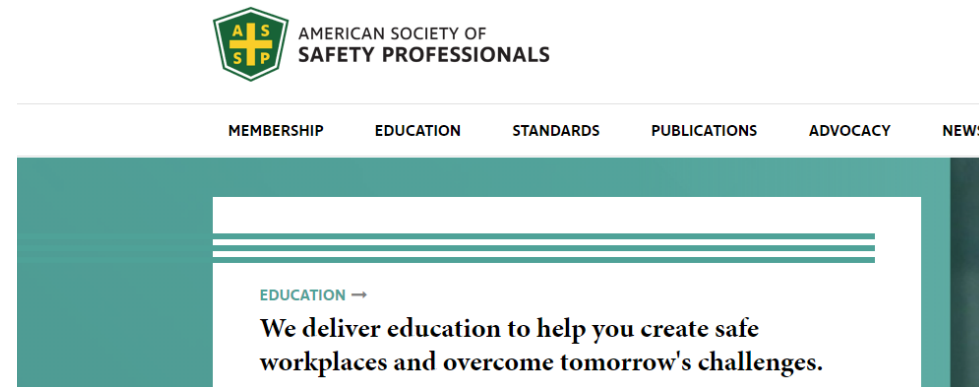 A S
S P
AMERICAN SOCIETY OF
SAFETY PROFESSIONALS
MEMBERSHIP EDUCATION STANDARDS PUBLICATIONS ADVOCACY NEWS
EDUCATION →
We deliver education to help you create safe
workplaces and overcome tomorrow's challenges.